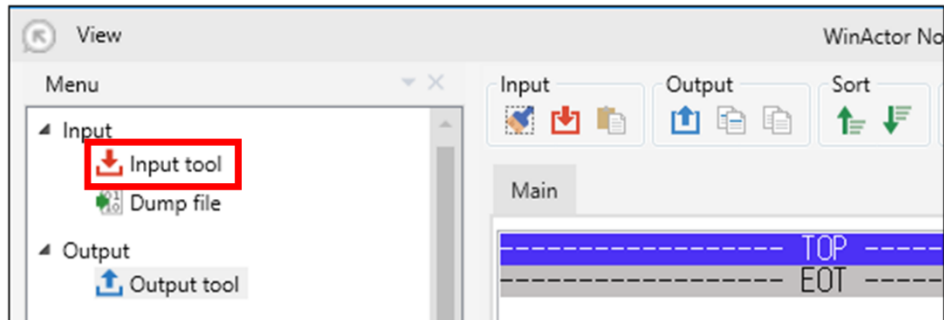 View
WinActor No
Menu
Input
Input tool
Dump file
Output
Output tool
Input
Output
Sort
Main
---------------- TOP -----
---------------- EOT -----